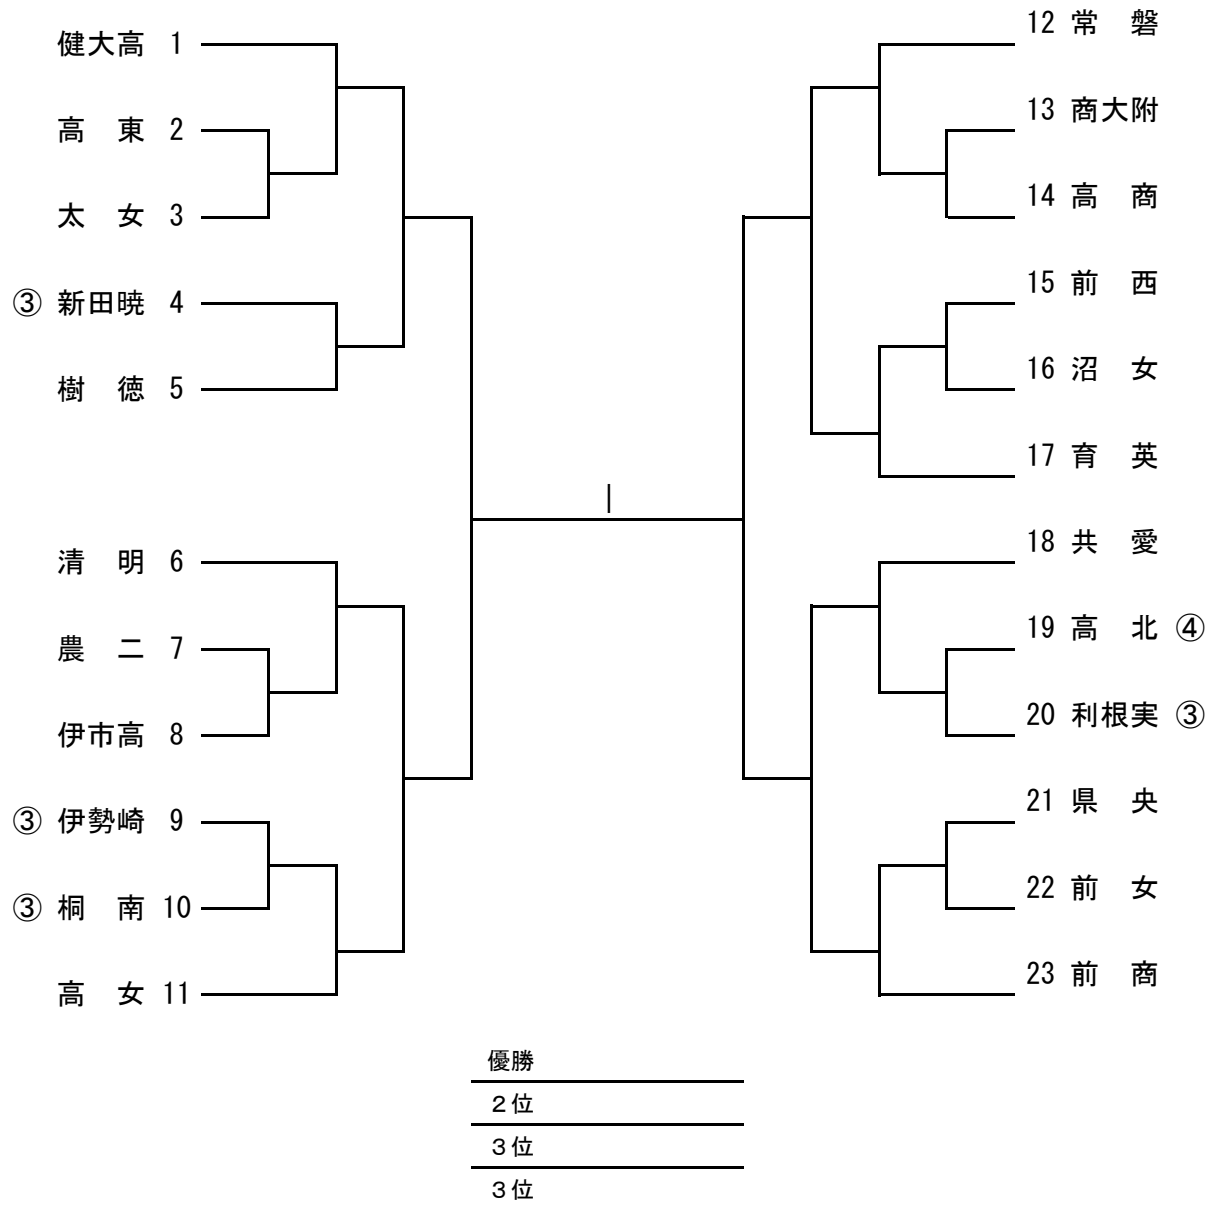 健大高 1
高 東 2
太 女 3
③ 新田暁 4
樹 徳 5
清 明 6
農 二 7
伊市高 8
③ 伊勢崎 9
③ 桐 南 10
高 女 11
12 常 磐
13 商大附
14 高 商
15 前 西
16 沼 女
17 育 英
18 共 愛
19 高 北 ④
20 利根実 ③
21 県 央
22 前 女
23 前 商
優勝
２位
３位
３位